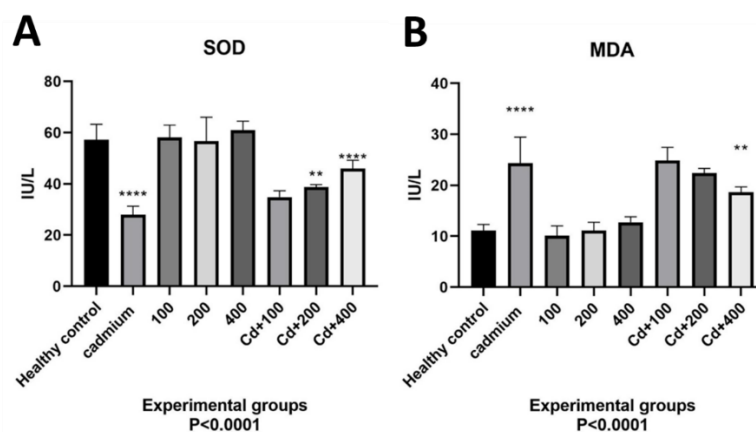 A
SOD
IU/L
80
60
40
20
0
****
**
****
Healthy control
cadmium
100
200
400
Cd+100
Cd+200
Cd+400
Experimental groups
P<0.0001
B
MDA
IU/L
40
30
20
10
0
****
**
Healthy control
cadmium
100
200
400
Cd+100
Cd+200
Cd+400
Experimental groups
P<0.0001